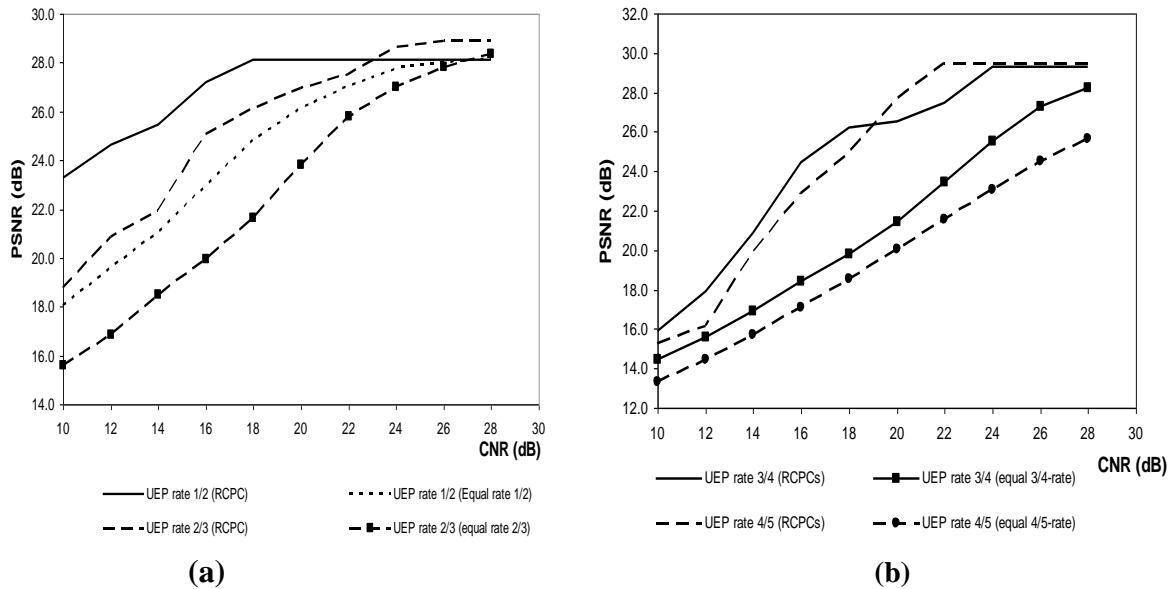 30.0
28.0
26.0
24.0
22.0
20.0
18.0
16.0
14.0
PSNR (dB)
10 12 14 16 18 20 22 24 26 28 30
CNR (dB)
UEP rate 1/2 (RCPC)
UEP rate 1/2 (Equal rate 1/2)
UEP rate 2/3 (RCPC)
UEP rate 2/3 (equal rate 2/3)
(a)
34.0
32.0
30.0
28.0
26.0
24.0
22.0
20.0
18.0
16.0
14.0
12.0
PSNR (dB)
10 12 14 16 18 20 22 24 26 28 30
CNR (dB)
UEP rate 3/4 (RCPCs)
UEP rate 3/4 (equal 3/4-rate)
UEP rate 4/5 (RCPCs)
UEP rate 4/5 (equal 4/5-rate)
(b)